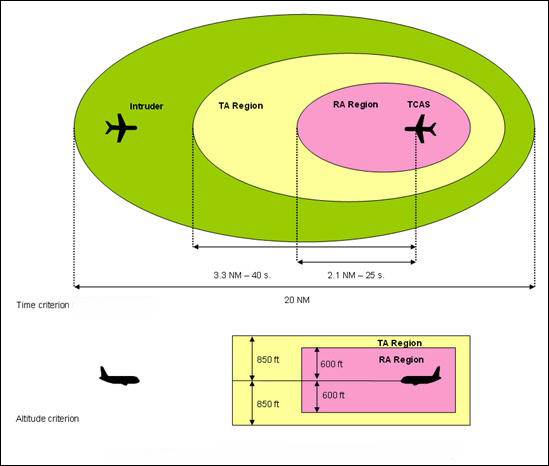 Intruder
TA Region
RA Region
TCAS
3.3 NM – 40 s.
2.1 NM – 25 s.
20 NM
Time criterion
TA Region
850 ft
600 ft
RA Region
850 ft
600 ft
Altitude criterion